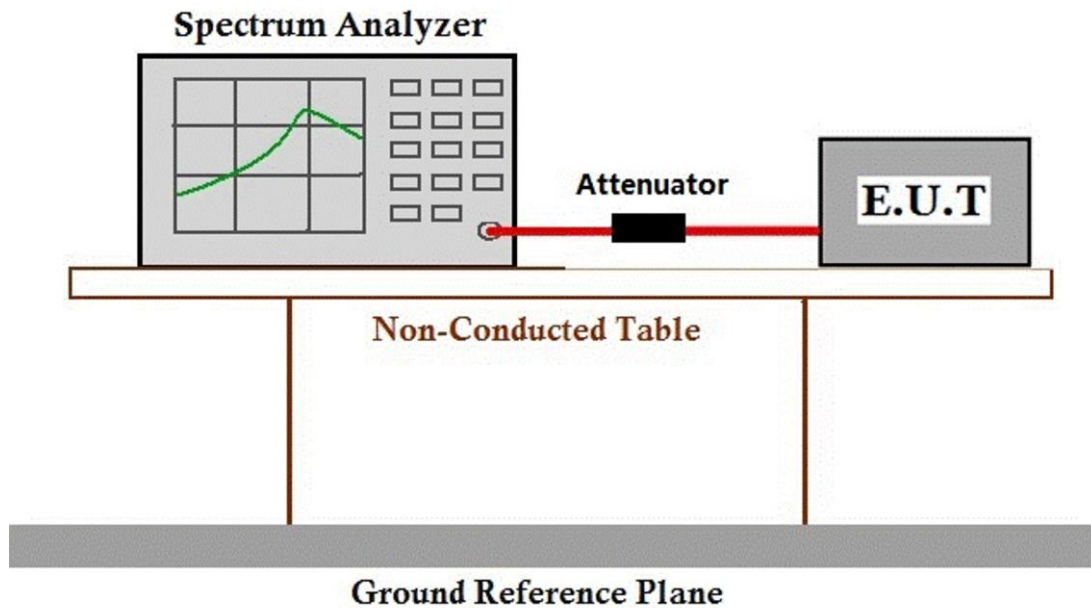 Spectrum Analyzer
Attenuator
E.U.T
Non-Conducted Table
Ground Reference Plane